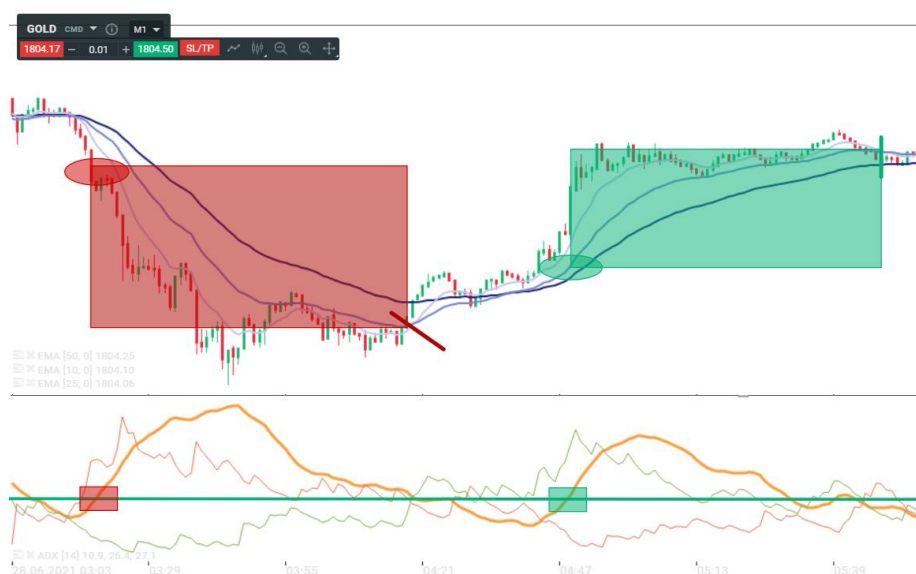 GOLD CMD M1
1804.17 − 0.01 + 1804.50 SL/TP
EMA [50, 0] 1804.25
EMA [10, 0] 1804.10
EMA [25, 0] 1804.06
ADX [14] 10.9, 26.4, 27.1
28.06.2021 03:03 03:29 03:55 04:21 04:47 05:13 05:39